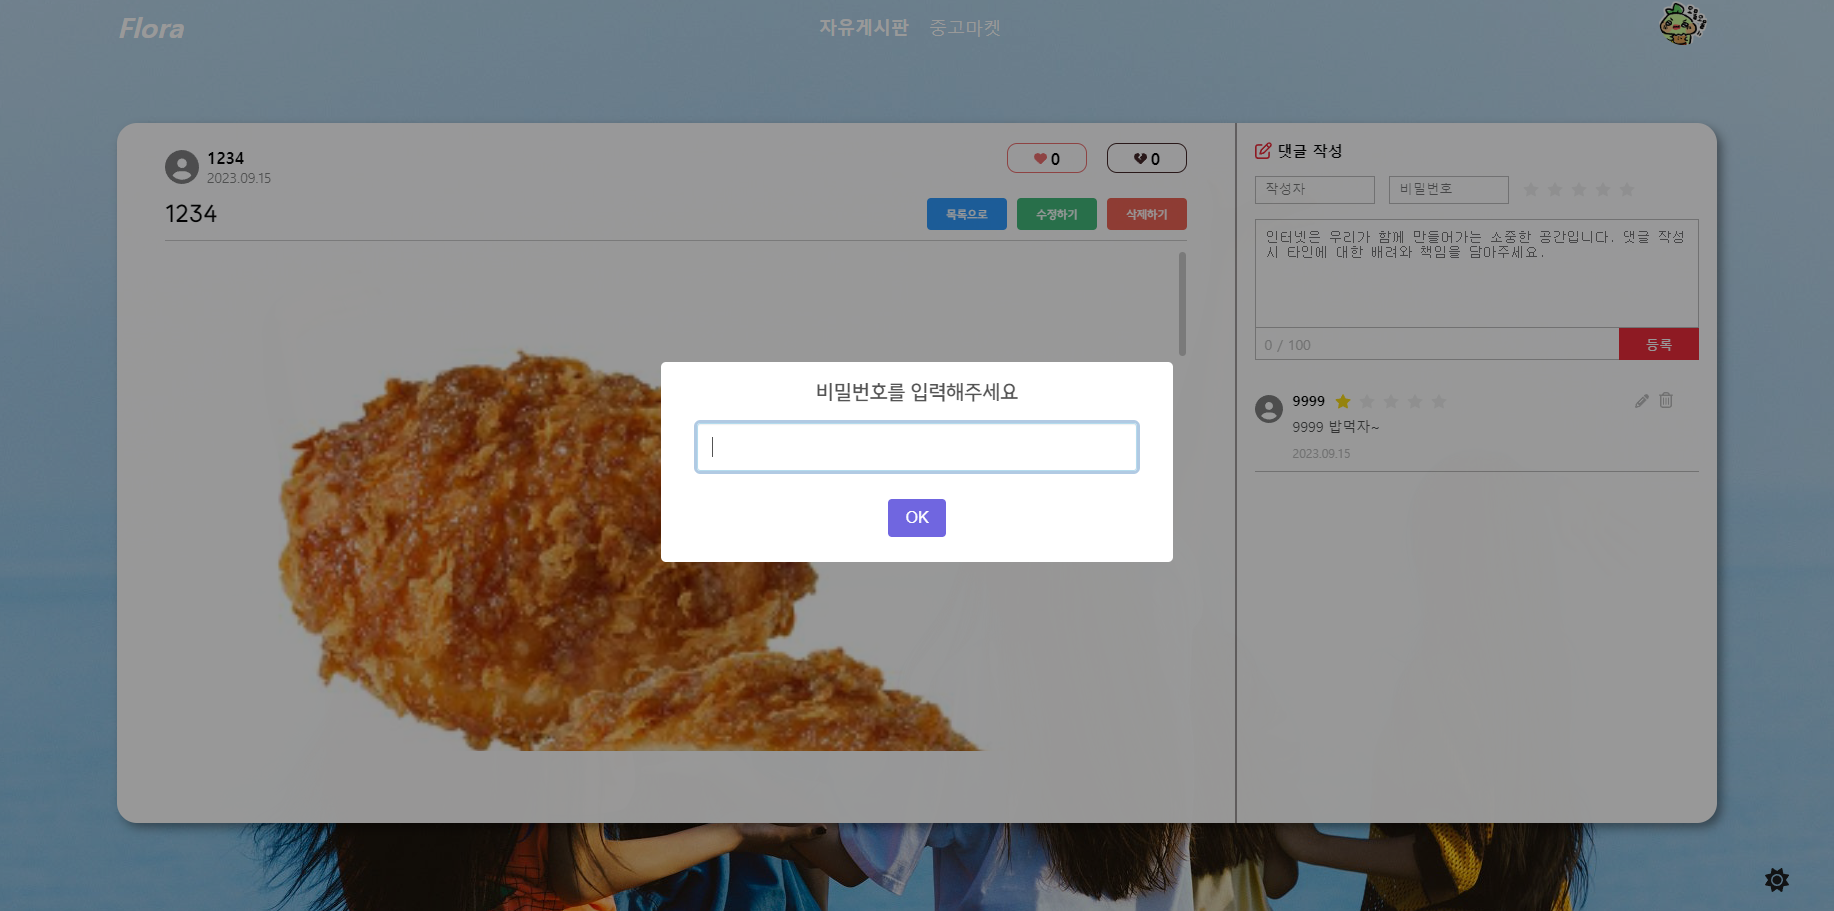 Flora
자유게시판 중고마켓
1234
2023.09.15
0
0
1234
목록으로
수정하기
삭제하기
댓글 작성
작성자
비밀번호
인터넷은 우리가 함께 만들어가는 소중한 공간입니다. 댓글 작성
시 타인에 대한 배려와 책임을 담아주세요.
0 / 100
등록
9999
9999 밥먹자~
2023.09.15
비밀번호를 입력해주세요
OK